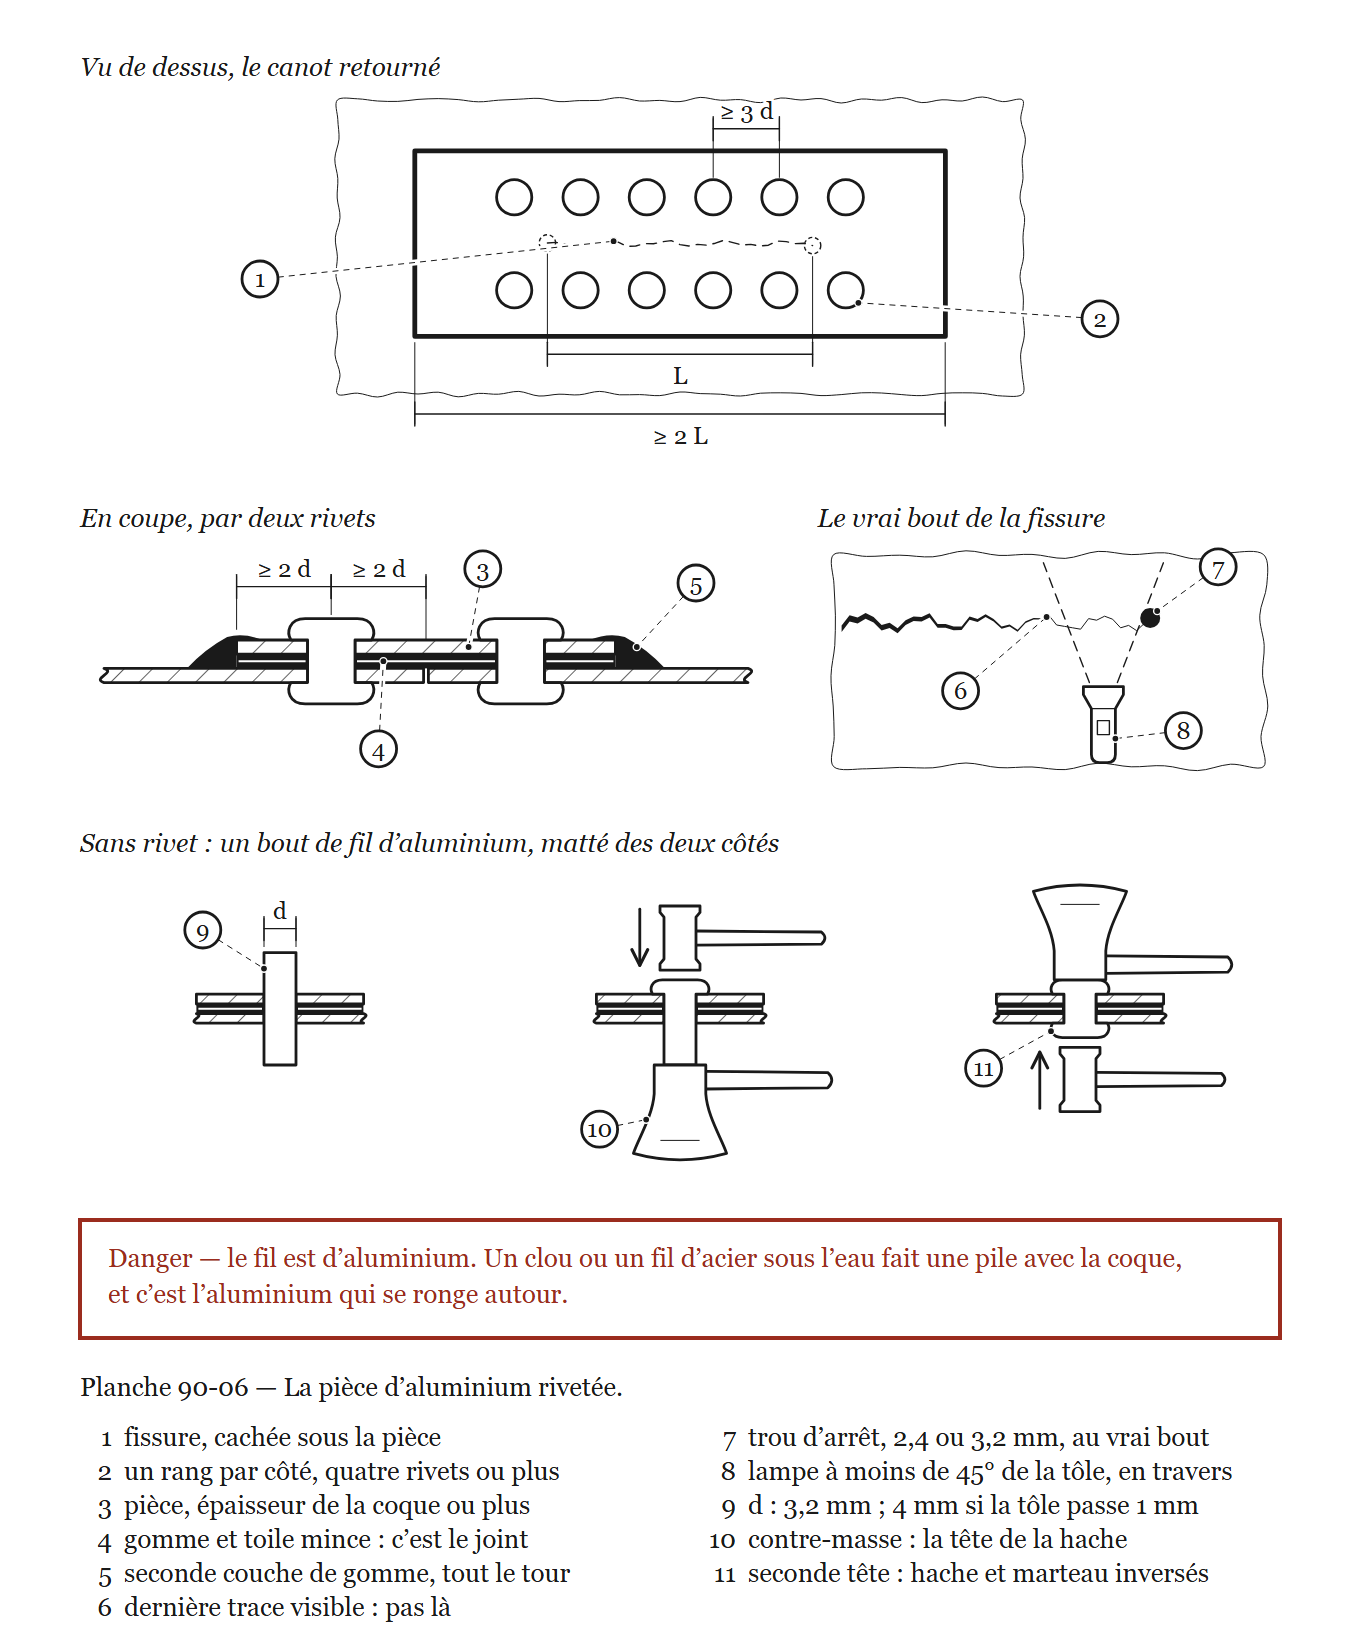 Vu de dessus, le canot retourné
≥ 3 d
1
2
L
≥ 2 L
En coupe, par deux rivets
≥ 2 d
≥ 2 d
3
5
4
Le vrai bout de la fissure
7
6
8
Sans rivet : un bout de fil d’aluminium, matté des deux côtés
9
d
10
11
Danger — le fil est d’aluminium. Un clou ou un fil d’acier sous l’eau fait une pile avec la coque,
et c’est l’aluminium qui se ronge autour.
Planche 90-06 — La pièce d’aluminium rivetée.
1 fissure, cachée sous la pièce
2 un rang par côté, quatre rivets ou plus
3 pièce, épaisseur de la coque ou plus
4 gomme et toile mince : c’est le joint
5 seconde couche de gomme, tout le tour
6 dernière trace visible : pas là
7 trou d’arrêt, 2,4 ou 3,2 mm, au vrai bout
8 lampe à moins de 45° de la tôle, en travers
9 d : 3,2 mm ; 4 mm si la tôle passe 1 mm
10 contre-masse : la tête de la hache
11 seconde tête : hache et marteau inversés